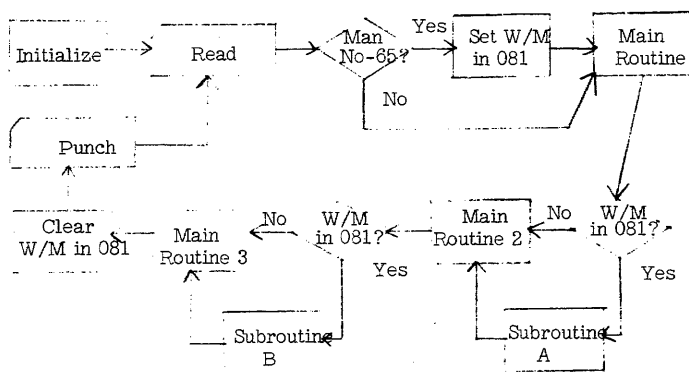 Initialize
Read
Man
No-65?
Yes
Set W/M
in 081
Main
Routine
No
Punch
Clear
W/M in 081
Main
Routine 3
No
W/M
in 081?
Yes
Main
Routine 2
No
W/M
in 081?
Yes
Subroutine
B
Subroutine
A